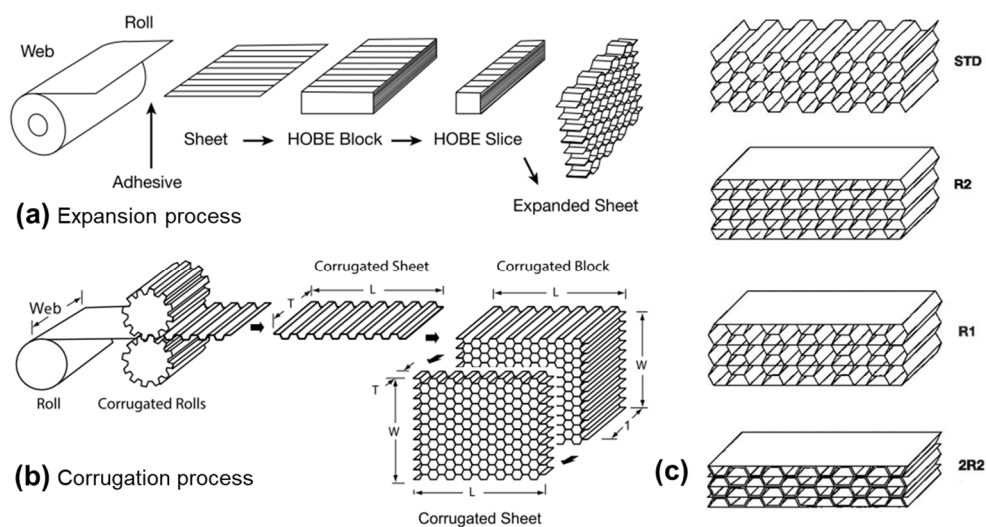 Roll
Web
Sheet
HOBE Block
HOBE Slice
Adhesive
Expanded Sheet
(a) Expansion process
Corrugated Sheet
L
T
Corrugated Block
L
Web
W
T
W
1
Roll
Corrugated Rolls
L
Corrugated Sheet
(b) Corrugation process
STD
R2
R1
2R2
(c)